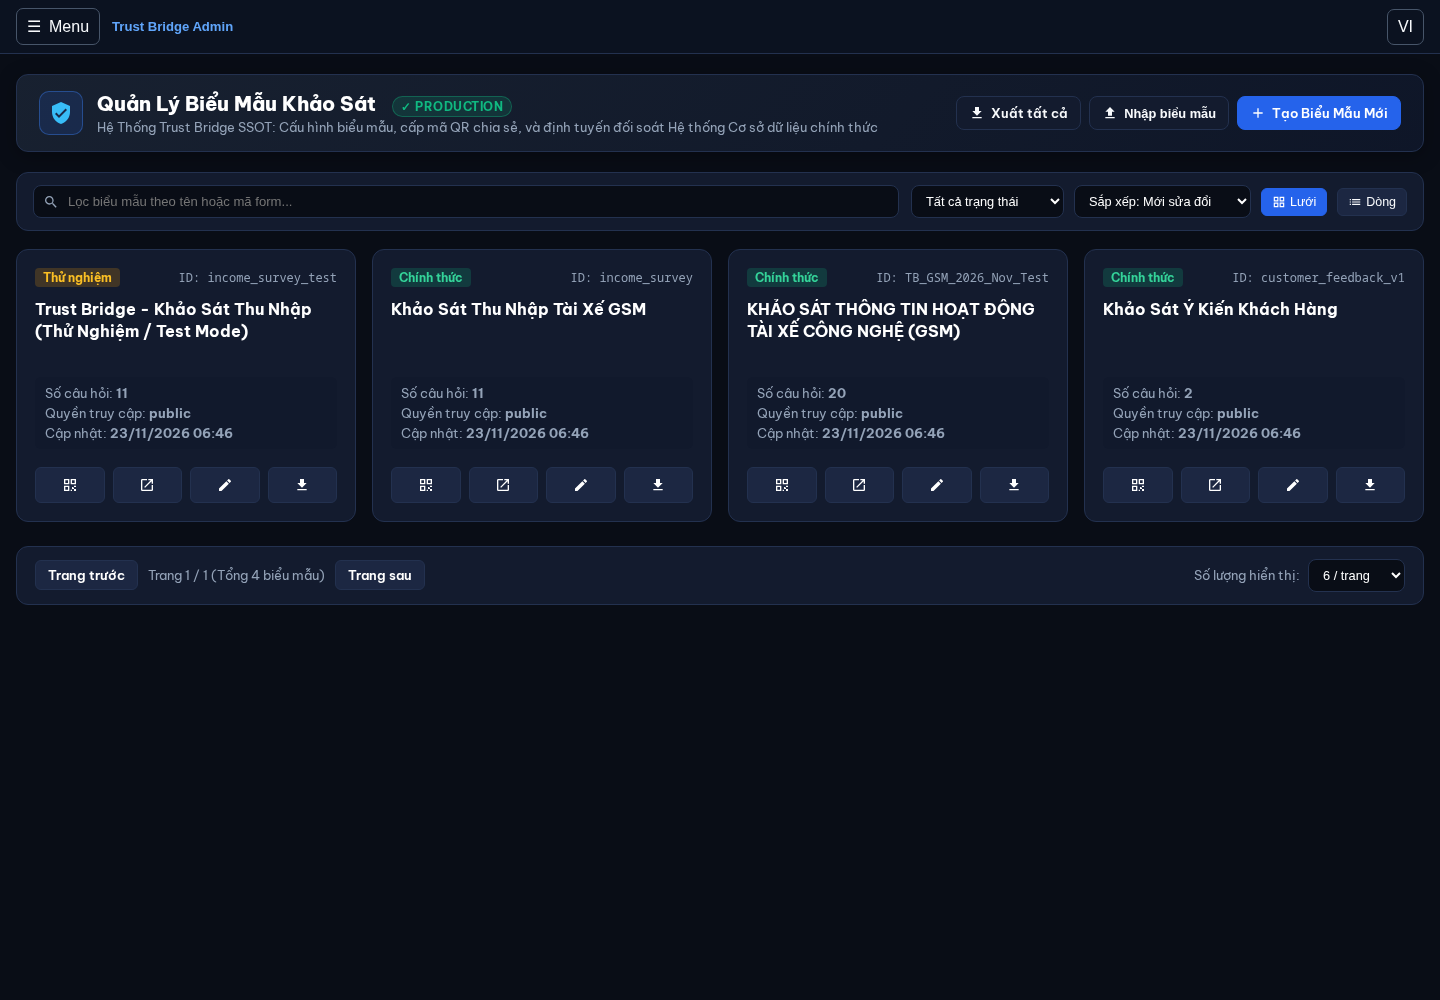 ☰ Menu
Trust Bridge Admin
VI
Quản Lý Biểu Mẫu Khảo Sát
✓ PRODUCTION
Hệ Thống Trust Bridge SSOT: Cấu hình biểu mẫu, cấp mã QR chia sẻ, và định tuyến đối soát Hệ thống Cơ sở dữ liệu chính thức
Xuất tất cả
Nhập biểu mẫu
Tạo Biểu Mẫu Mới
Lọc biểu mẫu theo tên hoặc mã form...
Tất cả trạng thái
Sắp xếp: Mới sửa đổi
Lưới
Dòng
Thử nghiệm
ID: income_survey_test
Trust Bridge - Khảo Sát Thu Nhập
(Thử Nghiệm / Test Mode)
Số câu hỏi: 11
Quyền truy cập: public
Cập nhật: 23/11/2026 06:46
Chính thức
ID: income_survey
Khảo Sát Thu Nhập Tài Xế GSM
Số câu hỏi: 11
Quyền truy cập: public
Cập nhật: 23/11/2026 06:46
Chính thức
ID: TB_GSM_2026_Nov_Test
KHẢO SÁT THÔNG TIN HOẠT ĐỘNG
TÀI XẾ CÔNG NGHỆ (GSM)
Số câu hỏi: 20
Quyền truy cập: public
Cập nhật: 23/11/2026 06:46
Chính thức
ID: customer_feedback_v1
Khảo Sát Ý Kiến Khách Hàng
Số câu hỏi: 2
Quyền truy cập: public
Cập nhật: 23/11/2026 06:46
Trang trước
Trang 1 / 1 (Tổng 4 biểu mẫu)
Trang sau
Số lượng hiển thị:
6 / trang